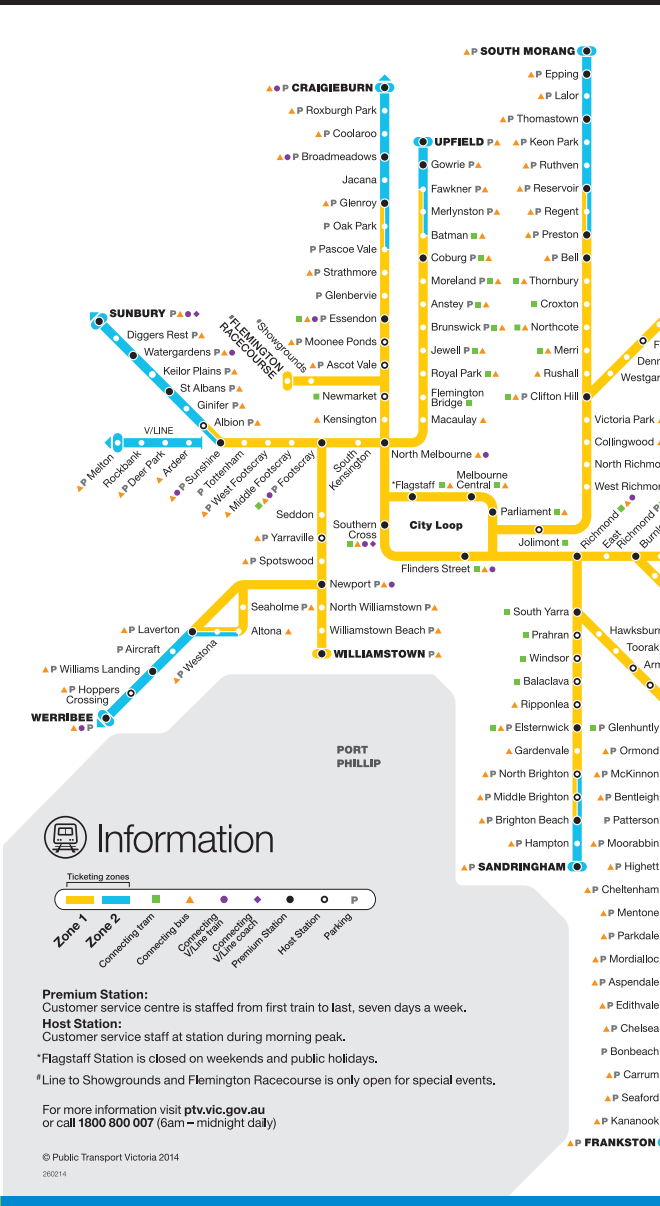 SOUTH MORANG
P Epping
P Lalor
P Thomastown
P Keon Park
P Ruthven
P Reservoir
P Regent
P Preston
P Bell
Thornbury
Croxton
Northcote
Merri
Rushall
P Clifton Hill
Victoria Park
Collingwood
North Richmo
West Richmo
F
Denn
Westgar
P CRAIGIEBURN
P Roxburgh Park
P Coolaroo
P Broadmeadows
Jacana
P Glenroy
P Oak Park
P Pascoe Vale
P Strathmore
P Glenbervie
P Essendon
P Moonee Ponds
P Ascot Vale
Newmarket
Kensington
UPFIELD P
Gowrie P
Fawkner P
Merlynston P
Batman
Coburg P
Moreland P
Anstey P
Brunswick P
Jewell P
Royal Park
Flemington
Bridge
Macaulay
North Melbourne
#Showgrounds
#FLEMINGTON
RACECOURSE
SUNBURY P
Diggers Rest P
Watergardens P
Keilor Plains P
St Albans P
Ginifer P
Albion P
V/LINE
P Melton
Rockbank
P Deer Park
Ardeer
P Sunshine
P Tottenham
P West Footscray
Middle Footscray
P Footscray
South
Kensington
*Flagstaff
Melbourne
Central
Parliament
City Loop
Southern
Cross
Jolimont
Flinders Street
Richmond
East
Richmond P
Burnl
Seddon
P Yarraville
P Spotswood
Newport P
Seaholme P
North Williamstown P
Altona
Williamstown Beach P
WILLIAMSTOWN P
P Laverton
P Aircraft
P Westona
P Williams Landing
P Hoppers
Crossing
WERRIBEE
P
South Yarra
Prahran
Windsor
Balaclava
Ripponlea
P Elsternwick
Gardenvale
P North Brighton
P Middle Brighton
P Brighton Beach
P Hampton
P SANDRINGHAM
Hawksburn
Toorak
Arm
P Glenhuntly
P Ormond
P McKinnon
P Bentleigh
P Patterson
P Moorabbin
P Highett
P Cheltenham
P Mentone
P Parkdale
P Mordialloc
P Aspendale
P Edithvale
P Chelsea
P Bonbeach
P Carrum
P Seaford
P Kananook
P FRANKSTON
PORT
PHILLIP
Information
Ticketing zones
P
Zone 1
Zone 2
Connecting tram
Connecting bus
Connecting
V/Line train
Connecting
V/Line coach
Premium Station
Host Station
Parking
Premium Station:
Customer service centre is staffed from first train to last, seven days a week.
Host Station:
Customer service staff at station during morning peak.
*Flagstaff Station is closed on weekends and public holidays.
#Line to Showgrounds and Flemington Racecourse is only open for special events.
For more information visit ptv.vic.gov.au
or call 1800 800 007 (6am – midnight daily)
© Public Transport Victoria 2014
260214